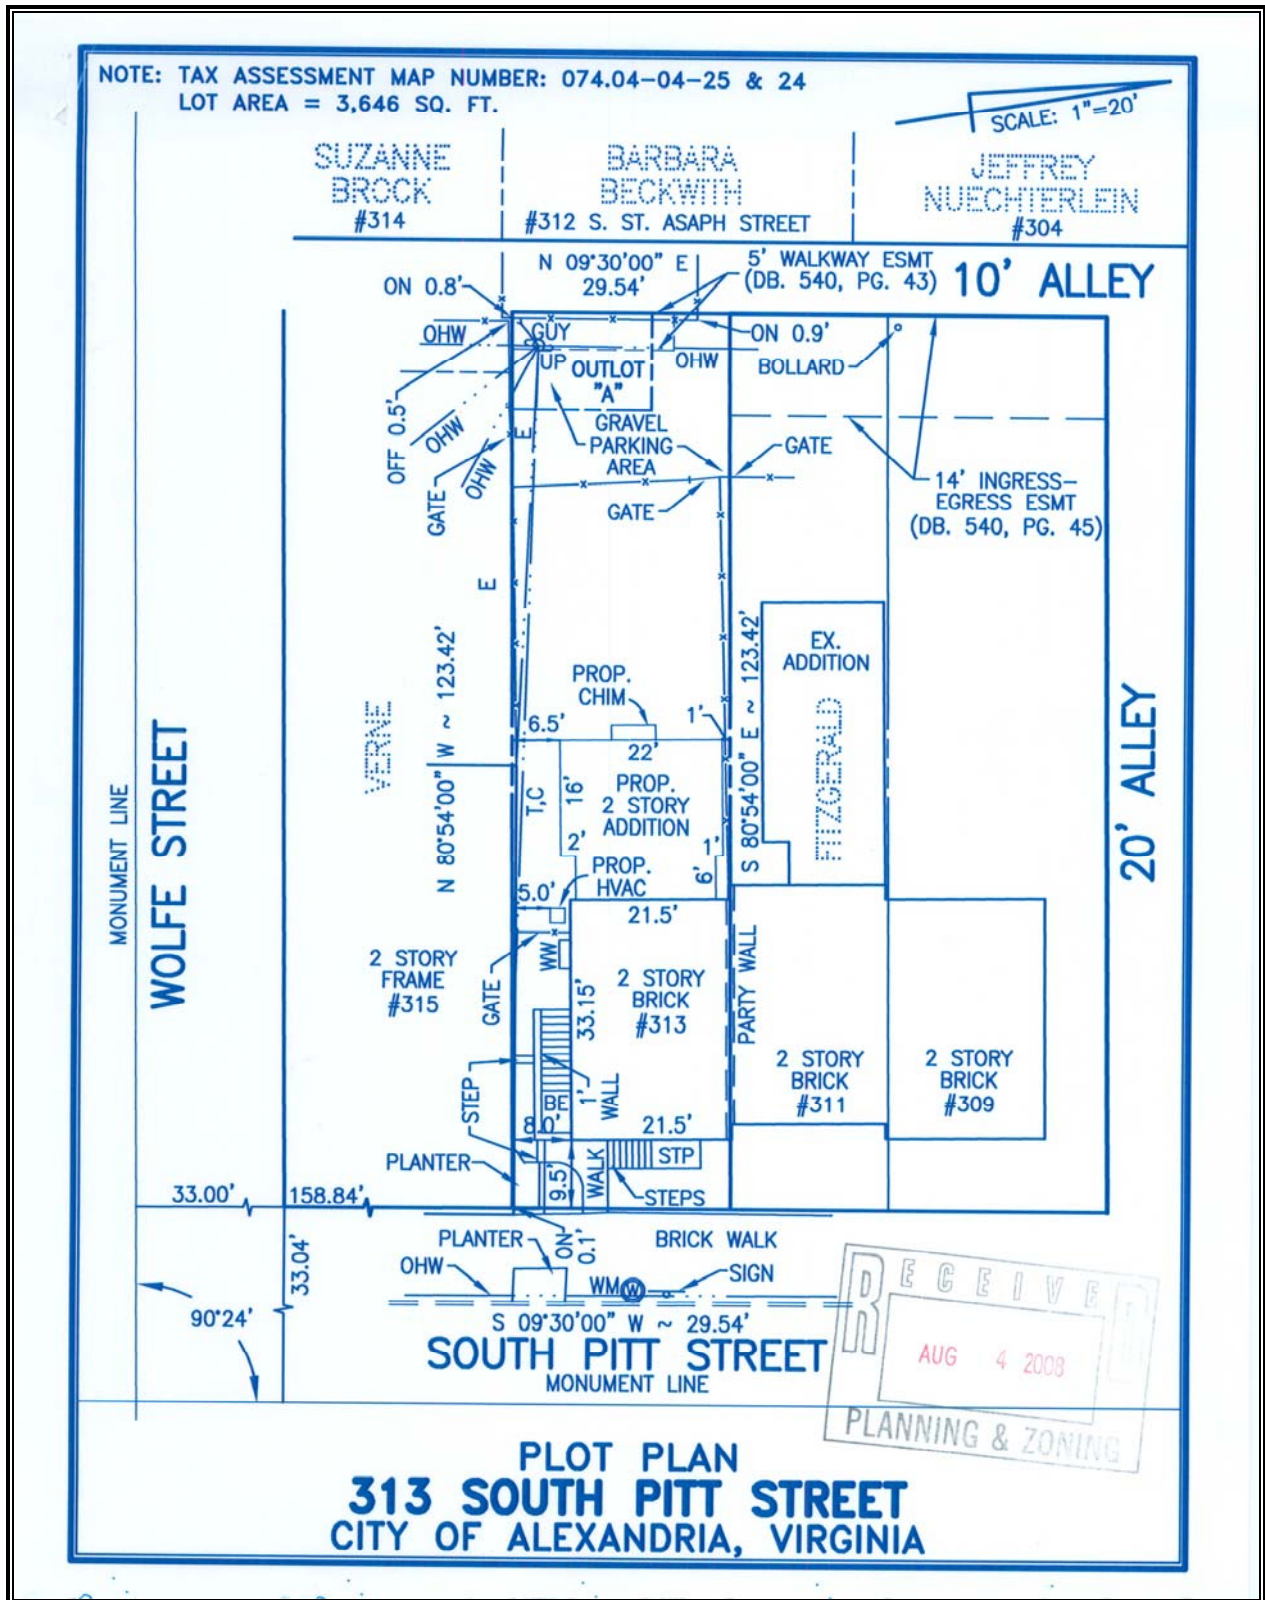 NOTE: TAX ASSESSMENT MAP NUMBER: 074.04-04-25 & 24
LOT AREA = 3,646 SQ. FT.
SCALE: 1"=20'
SUZANNE
BROCK
#314
BARBARA
BECKWITH
#312 S. ST. ASAPH STREET
JEFFREY
NUECHTERLEIN
#304
N 09°30'00" E
29.54'
5' WALKWAY ESMT
(DB. 540, PG. 43)
10' ALLEY
ON 0.8'
OHW
GUY
UP
OUTLOT
"A"
OHW
ON 0.9'
BOLLARD
OFF 0.5'
OHW
OHW
GATE
E
GRAVEL
PARKING
AREA
GATE
GATE
14' INGRESS-
EGRESS ESMT
(DB. 540, PG. 45)
E
N 80°54'00" W ~ 123.42'
VERNE
PROP.
CHIM
6.5'
22'
1'
T,C
16'
PROP.
2 STORY
ADDITION
2'
1'
6'
S 80°54'00" E ~ 123.42'
EX.
ADDITION
FITZGERALD
20' ALLEY
MONUMENT LINE
WOLFE STREET
PROP.
HVAC
5.0'
21.5'
2 STORY
FRAME
#315
GATE
WW
33.15'
2 STORY
BRICK
#313
PARTY WALL
2 STORY
BRICK
#311
2 STORY
BRICK
#309
STEP
BE
1'
WALL
8.0'
21.5'
PLANTER
9.5'
WALK
STP
STEPS
33.00'
158.84'
33.04'
90°24'
PLANTER
ON
0.1'
BRICK WALK
OHW
WM
W
SIGN
S 09°30'00" W ~ 29.54'
SOUTH PITT STREET
MONUMENT LINE
RECEIVED
AUG 4 2008
PLANNING & ZONING
PLOT PLAN
313 SOUTH PITT STREET
CITY OF ALEXANDRIA, VIRGINIA